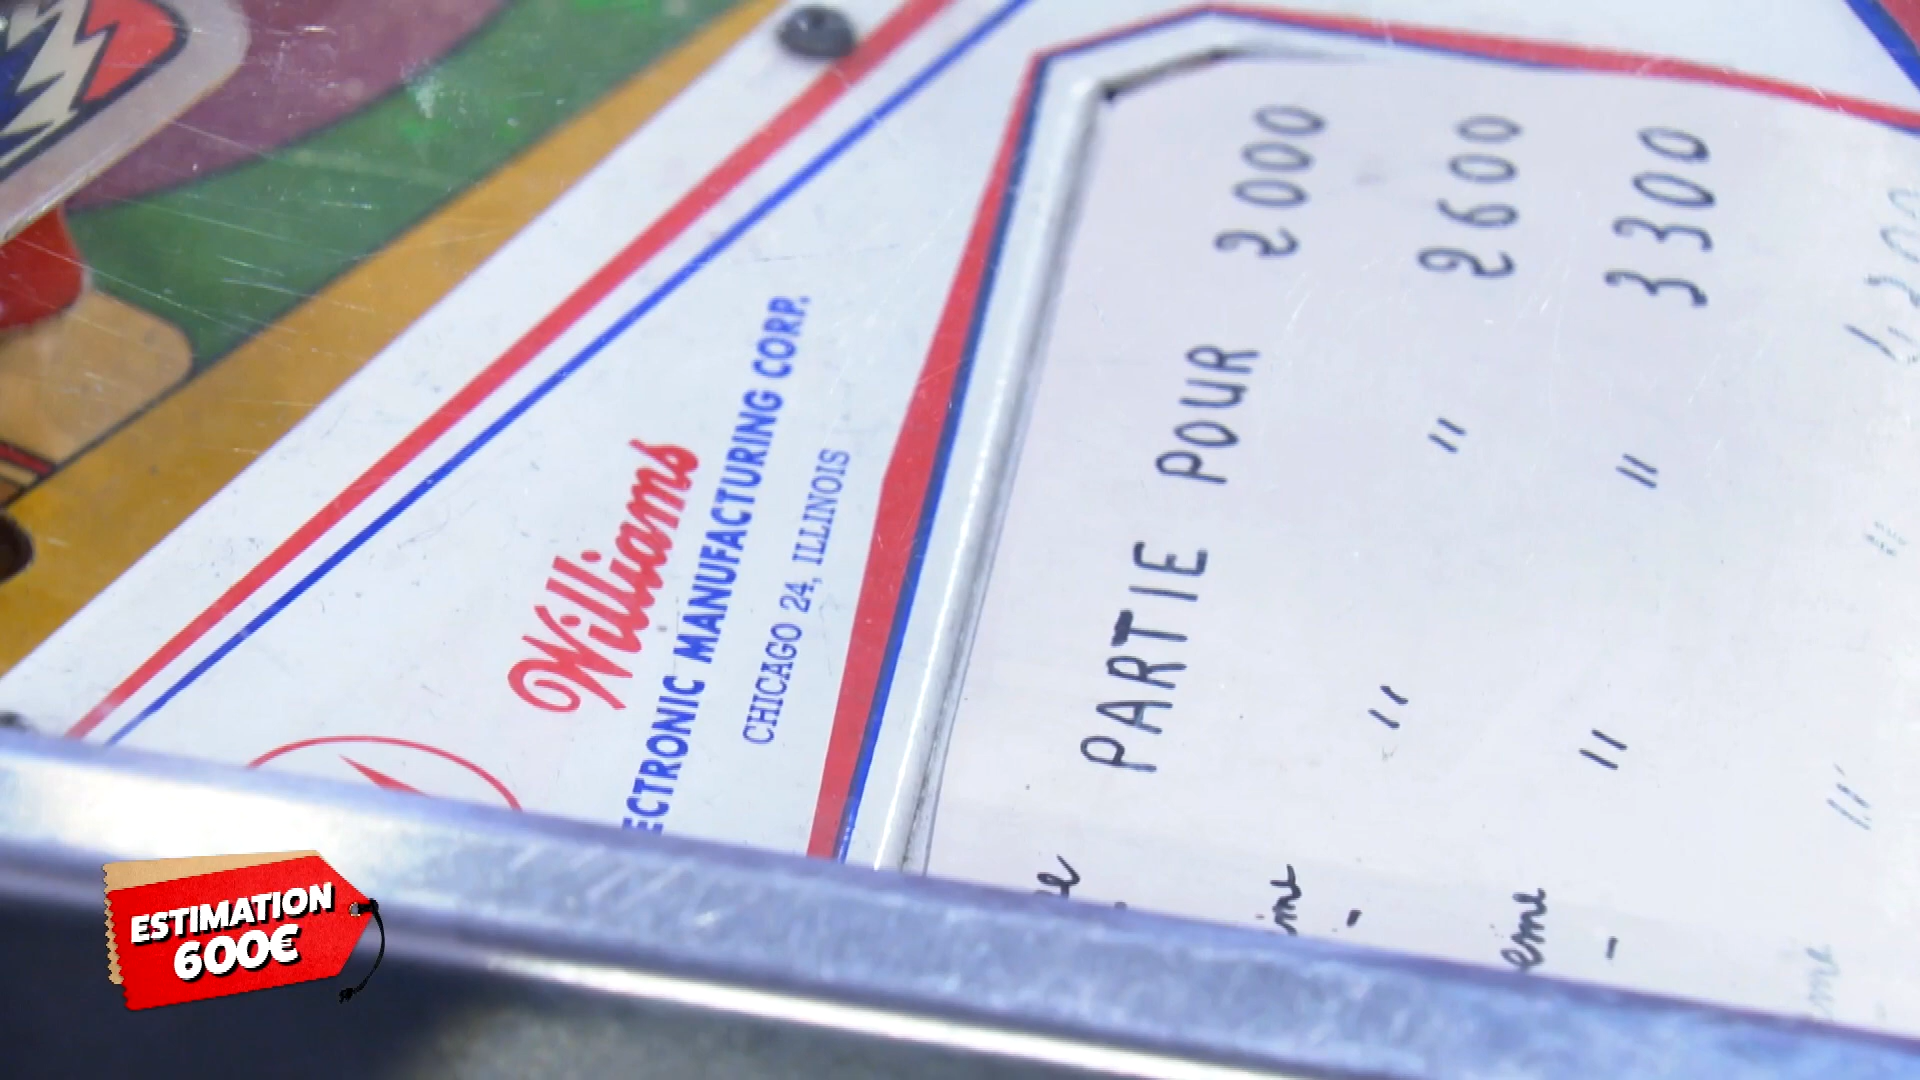 Williams
ECTRONIC MANUFACTURING CORP.
CHICAGO 24, ILLINOIS
PARTIE POUR 2000
" " 2600
" " 3300
ESTIMATION
600€